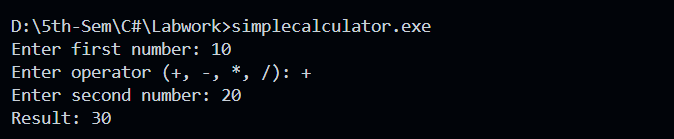 D:\5th-Sem\C#\Labwork>simplecalculator.exe
Enter first number: 10
Enter operator (+, -, *, /): +
Enter second number: 20
Result: 30